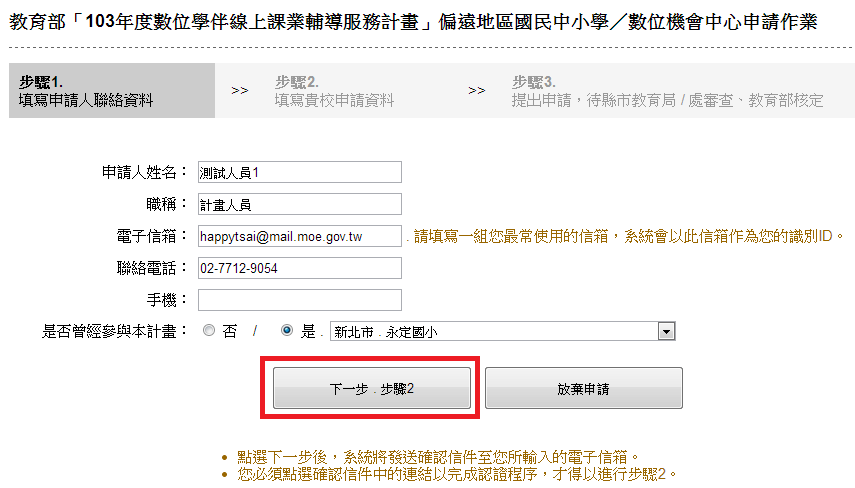 教育部「103年度數位學伴線上課業輔導服務計畫」偏遠地區國民中小學／數位機會中心申請作業
步驟1.
填寫申請人聯絡資料
>>
步驟2.
填寫貴校申請資料
>>
步驟3.
提出申請，待縣市教育局 / 處審查、教育部核定
申請人姓名： 測試人員1
職稱： 計畫人員
電子信箱： happytsai@mail.moe.gov.tw . 請填寫一組您最常使用的信箱，系統會以此信箱作為您的識別ID。
聯絡電話： 02-7712-9054
手機：
是否曾經參與本計畫： 否 / 是 . 新北市 . 永定國小
下一步 . 步驟2 放棄申請
• 點選下一步後，系統將發送確認信件至您所輸入的電子信箱。
• 您必須點選確認信件中的連結以完成認證程序，才得以進行步驟2。